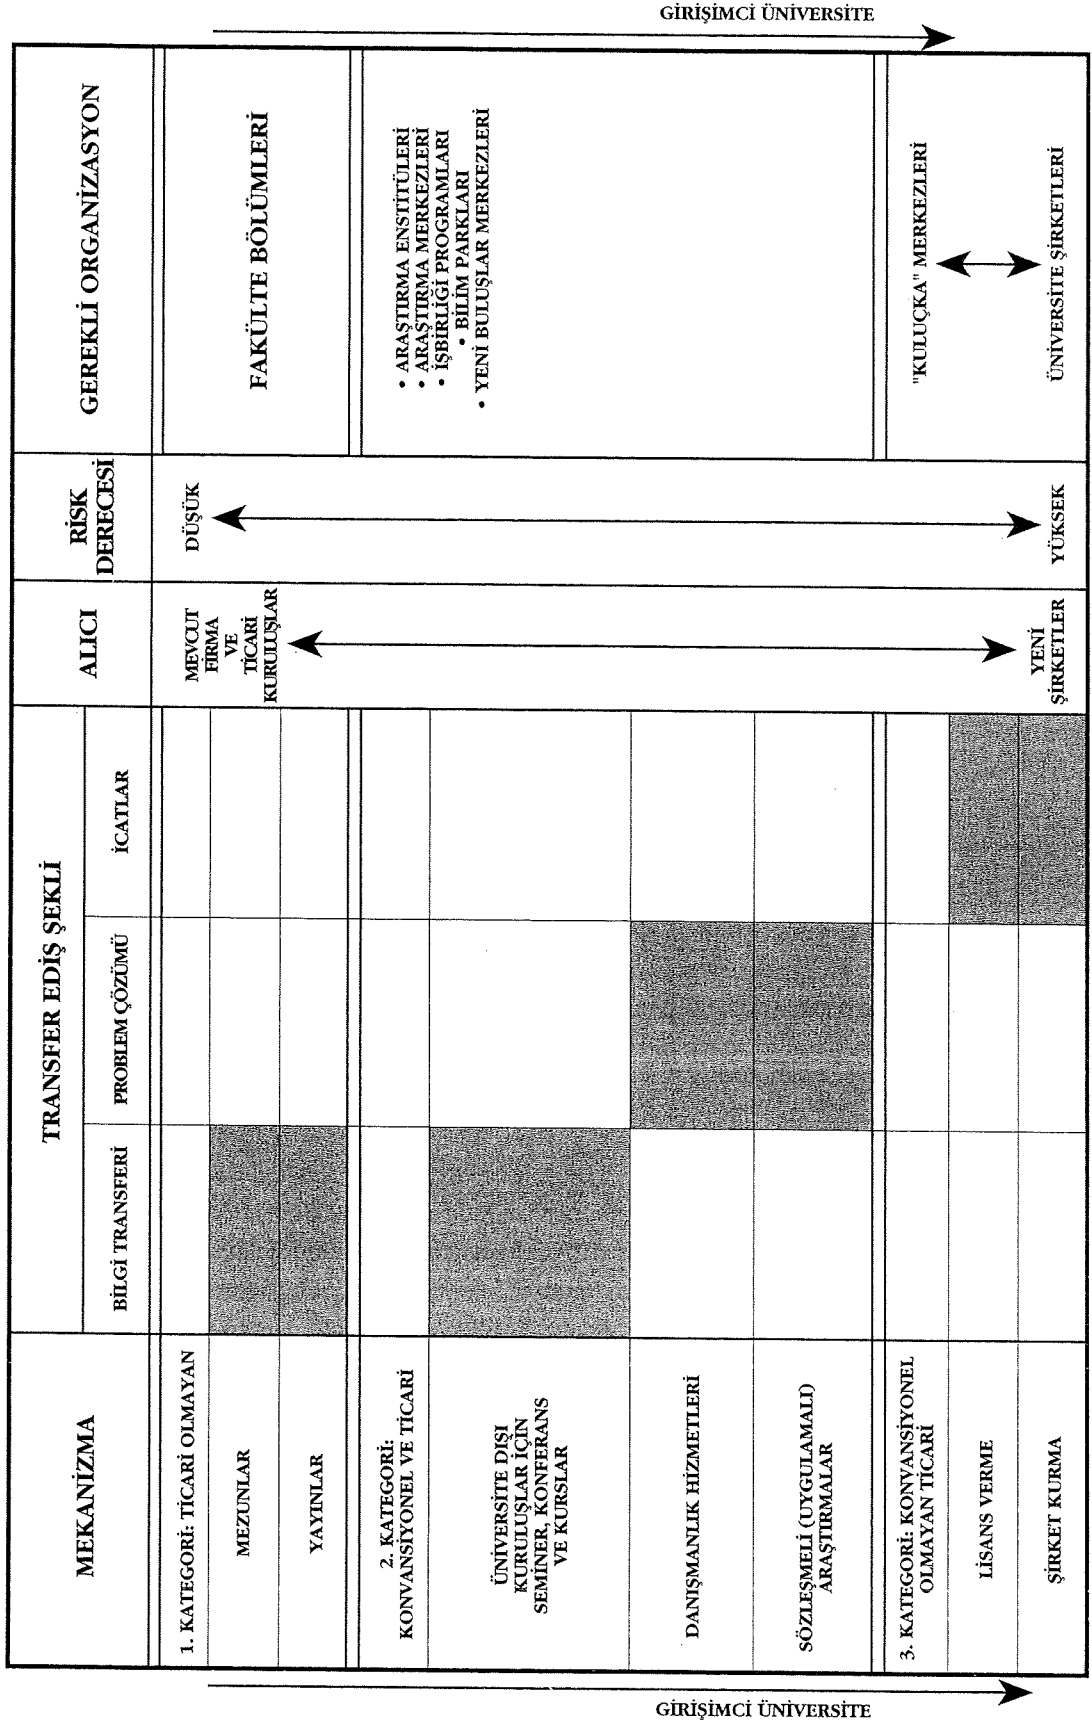 GİRİŞİMCİ ÜNİVERSİTE
MEKANİZMA
TRANSFER EDİŞ ŞEKLİ
BİLGİ TRANSFERİ
PROBLEM ÇÖZÜMÜ
İCATLAR
ALICI
RİSK
DERECESİ
GEREKLİ ORGANİZASYON
1. KATEGORİ: TİCARİ OLMAYAN
MEZUNLAR
YAYINLAR
MEVCUT
FİRMA
VE
TİCARİ
KURULUŞLAR
DÜŞÜK
FAKÜLTE BÖLÜMLERİ
2. KATEGORİ:
KONVANSİYONEL VE TİCARİ
ÜNİVERSİTE DIŞI
KURULUŞLAR İÇİN
SEMİNER, KONFERANS
VE KURSLAR
DANIŞMANLIK HİZMETLERİ
SÖZLEŞMELİ (UYGULAMALI)
ARAŞTIRMALAR
• ARAŞTIRMA ENSTİTÜLERİ
• ARAŞTIRMA MERKEZLERİ
• İŞBİRLİĞİ PROGRAMLARI
• BİLİM PARKLARI
• YENİ BULUŞLAR MERKEZLERİ
3. KATEGORİ: KONVANSİYONEL
OLMAYAN TİCARİ
LİSANS VERME
ŞİRKET KURMA
YENİ
ŞİRKETLER
YÜKSEK
"KULUÇKA" MERKEZLERİ
ÜNİVERSİTE ŞİRKETLERİ
GİRİŞİMCİ ÜNİVERSİTE